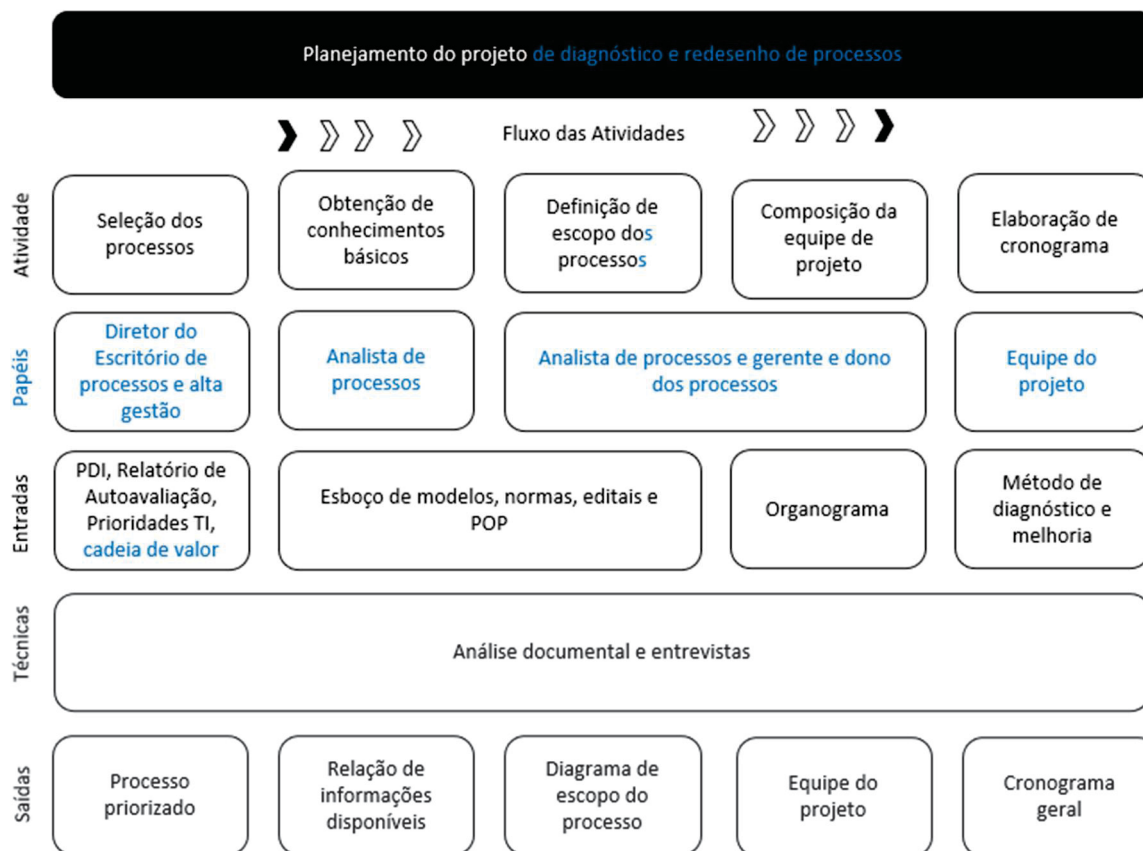 Planejamento do projeto de diagnóstico e redesenho de processos
Fluxo das Atividades
Atividade
Seleção dos
processos
Obtenção de
conhecimentos
básicos
Definição de
escopo dos
processos
Composição da
equipe de
projeto
Elaboração de
cronograma
Papéis
Diretor do
Escritório de
processos e alta
gestão
Analista de
processos
Analista de processos e gerente e dono
dos processos
Equipe do
projeto
Entradas
PDI, Relatório de
Autoavaliação,
Prioridades TI,
cadeia de valor
Esboço de modelos, normas, editais e
POP
Organograma
Método de
diagnóstico e
melhoria
Técnicas
Análise documental e entrevistas
Saídas
Processo
priorizado
Relação de
informações
disponíveis
Diagrama de
escopo do
processo
Equipe do
projeto
Cronograma
geral